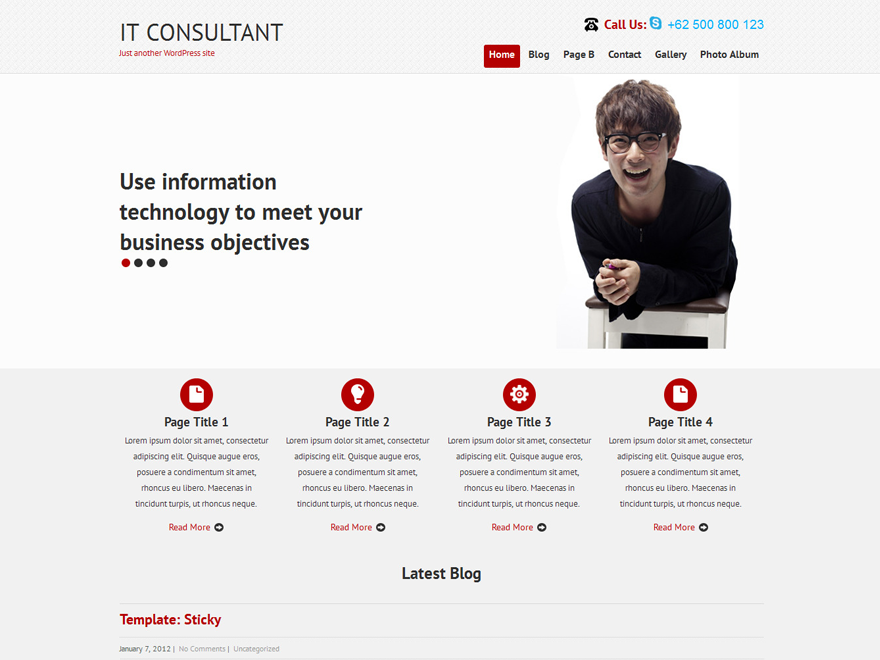 IT CONSULTANT
Just another WordPress site
Call Us: +62 500 800 123
Home Blog Page B Contact Gallery Photo Album
Use information
technology to meet your
business objectives
Page Title 1
Lorem ipsum dolor sit amet, consectetur
adipiscing elit. Quisque augue eros,
posuere a condimentum sit amet,
rhoncus eu libero. Maecenas in
tincidunt turpis, ut rhoncus neque.
Read More
Page Title 2
Lorem ipsum dolor sit amet, consectetur
adipiscing elit. Quisque augue eros,
posuere a condimentum sit amet,
rhoncus eu libero. Maecenas in
tincidunt turpis, ut rhoncus neque.
Read More
Page Title 3
Lorem ipsum dolor sit amet, consectetur
adipiscing elit. Quisque augue eros,
posuere a condimentum sit amet,
rhoncus eu libero. Maecenas in
tincidunt turpis, ut rhoncus neque.
Read More
Page Title 4
Lorem ipsum dolor sit amet, consectetur
adipiscing elit. Quisque augue eros,
posuere a condimentum sit amet,
rhoncus eu libero. Maecenas in
tincidunt turpis, ut rhoncus neque.
Read More
Latest Blog
Template: Sticky
January 7, 2012 | No Comments | Uncategorized